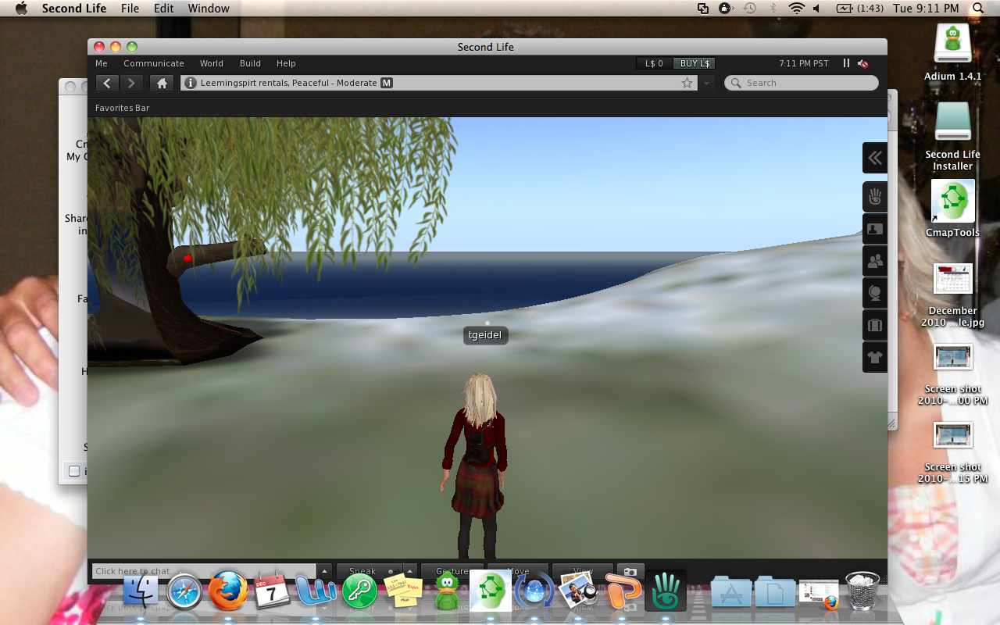 Second Life File Edit Window (1:43) Tue 9:11 PM
Second Life
Me Communicate World Build Help L$ 0 BUY L$ 7:11 PM PST
Leemingspirt rentals, Peaceful - Moderate M Search
Favorites Bar
tgeidel
Click here to chat. Speak Gesture Move View
Cm
My C
Share
in
Fa
H
S
i
Adium 1.4.1
Second Life
Installer
CmapTools
December
2010 ...le.jpg
Screen shot
2010-...00 PM
Screen shot
2010-...15 PM
DEC
7